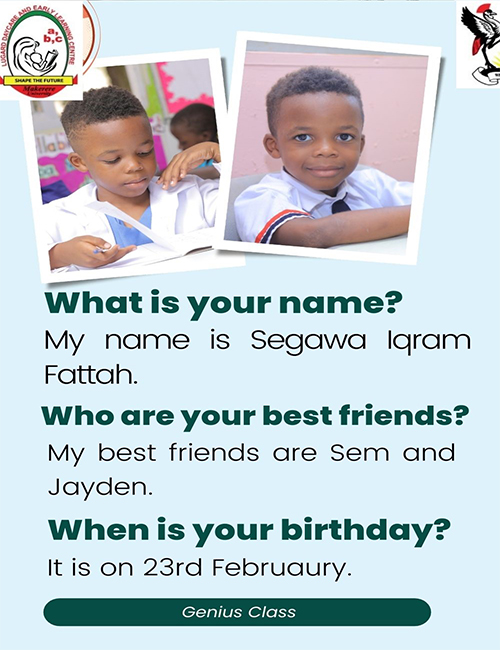 LUGARD DAYCARE AND EARLY LEARNING CENTRE
a,
b,c
SHAPE THE FUTURE
Makerere
What is your name?
My name is Segawa Iqram
Fattah.
Who are your best friends?
My best friends are Sem and
Jayden.
When is your birthday?
It is on 23rd Februaury.
Genius Class